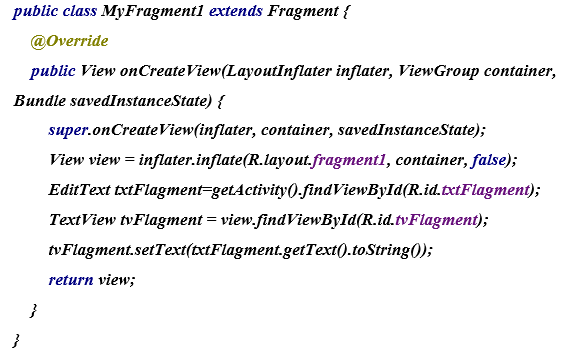 public class MyFragment1 extends Fragment {
@Override
public View onCreateView(LayoutInflater inflater, ViewGroup container,
Bundle savedInstanceState) {
super.onCreateView(inflater, container, savedInstanceState);
View view = inflater.inflate(R.layout.fragment1, container, false);
EditText txtFlagment=getActivity().findViewById(R.id.txtFlagment);
TextView tvFlagment = view.findViewById(R.id.tvFlagment);
tvFlagment.setText(txtFlagment.getText().toString());
return view;
}
}